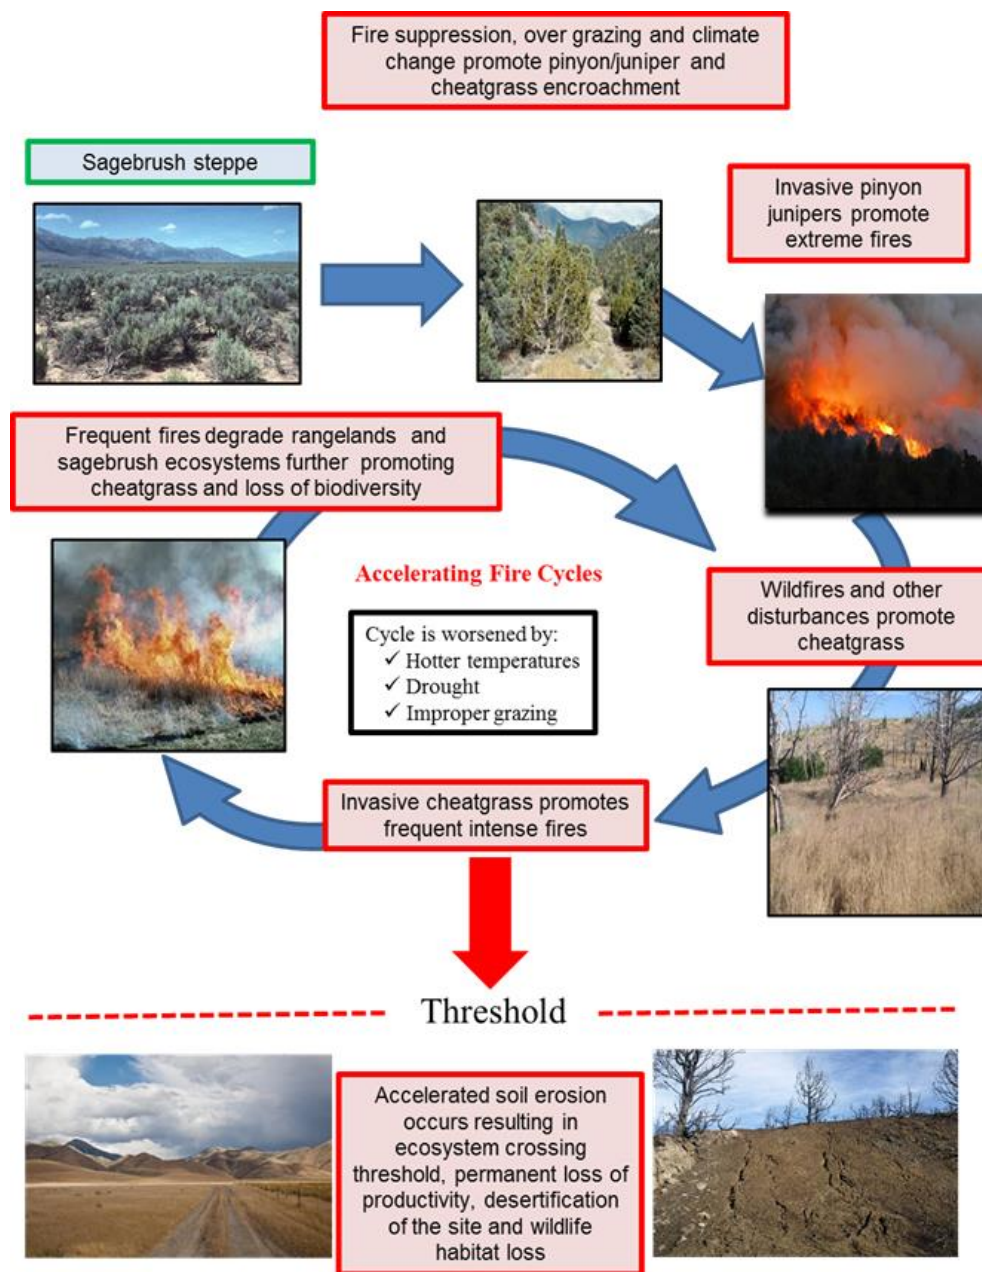 Fire suppression, over grazing and climate
change promote pinyon/juniper and
cheatgrass encroachment
Sagebrush steppe
Invasive pinyon
junipers promote
extreme fires
Frequent fires degrade rangelands and
sagebrush ecosystems further promoting
cheatgrass and loss of biodiversity
Accelerating Fire Cycles
Cycle is worsened by:
✓ Hotter temperatures
✓ Drought
✓ Improper grazing
Wildfires and other
disturbances promote
cheatgrass
Invasive cheatgrass promotes
frequent intense fires
Threshold
Accelerated soil erosion
occurs resulting in
ecosystem crossing
threshold, permanent loss of
productivity, desertification
of the site and wildlife
habitat loss